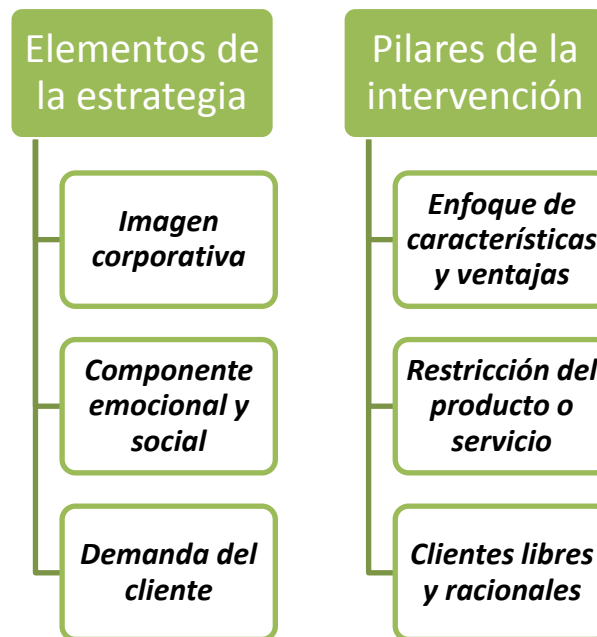 Elementos de
la estrategia
Imagen
corporativa
Componente
emocional y
social
Demanda del
cliente
Pilares de la
intervención
Enfoque de
características
y ventajas
Restricción del
producto o
servicio
Clientes libres
y racionales